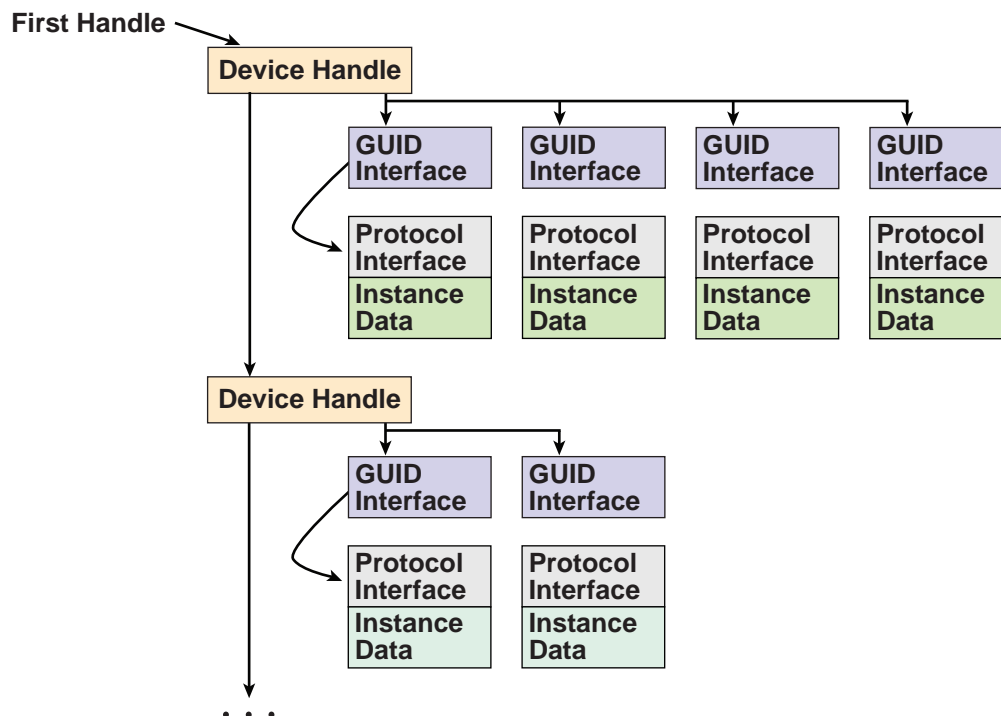 First Handle
Device Handle
GUID
Interface
GUID
Interface
GUID
Interface
GUID
Interface
Protocol
Interface
Instance
Data
Protocol
Interface
Instance
Data
Protocol
Interface
Instance
Data
Protocol
Interface
Instance
Data
Device Handle
GUID
Interface
GUID
Interface
Protocol
Interface
Instance
Data
Protocol
Interface
Instance
Data
. . .